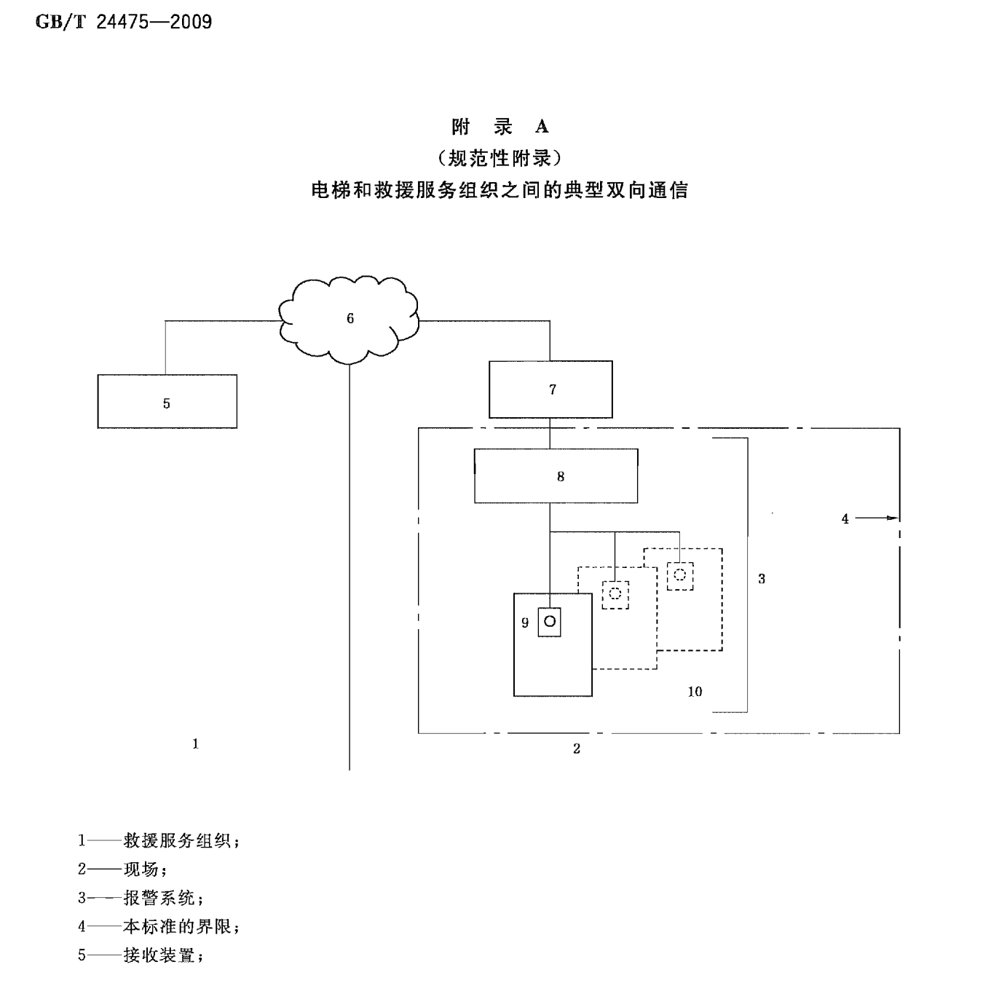 GB/T 24475—2009
附 录 A
（规范性附录）
电梯和救援服务组织之间的典型双向通信
6
7
5
8
4
3
9
10
1
2
1——救援服务组织；
2——现场；
3——报警系统；
4——本标准的界限；
5——接收装置；